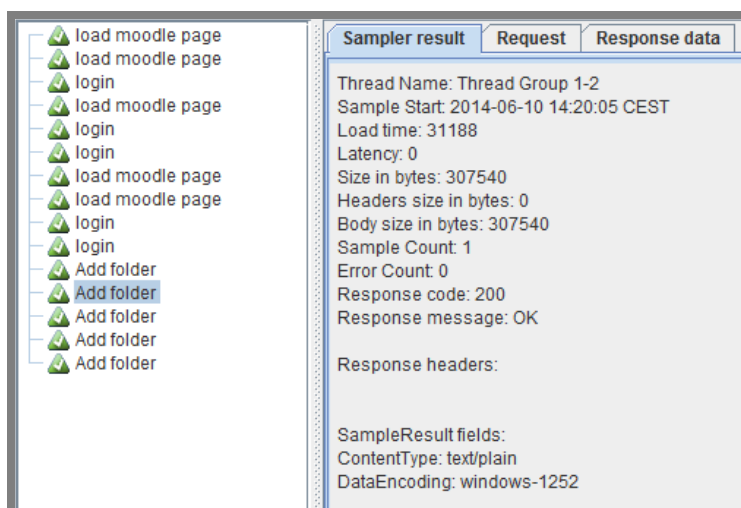 load moodle page
load moodle page
login
load moodle page
login
login
load moodle page
load moodle page
login
login
Add folder
Add folder
Add folder
Add folder
Add folder
Sampler result Request Response data
Thread Name: Thread Group 1-2
Sample Start: 2014-06-10 14:20:05 CEST
Load time: 31188
Latency: 0
Size in bytes: 307540
Headers size in bytes: 0
Body size in bytes: 307540
Sample Count: 1
Error Count: 0
Response code: 200
Response message: OK
Response headers:
SampleResult fields:
ContentType: text/plain
DataEncoding: windows-1252